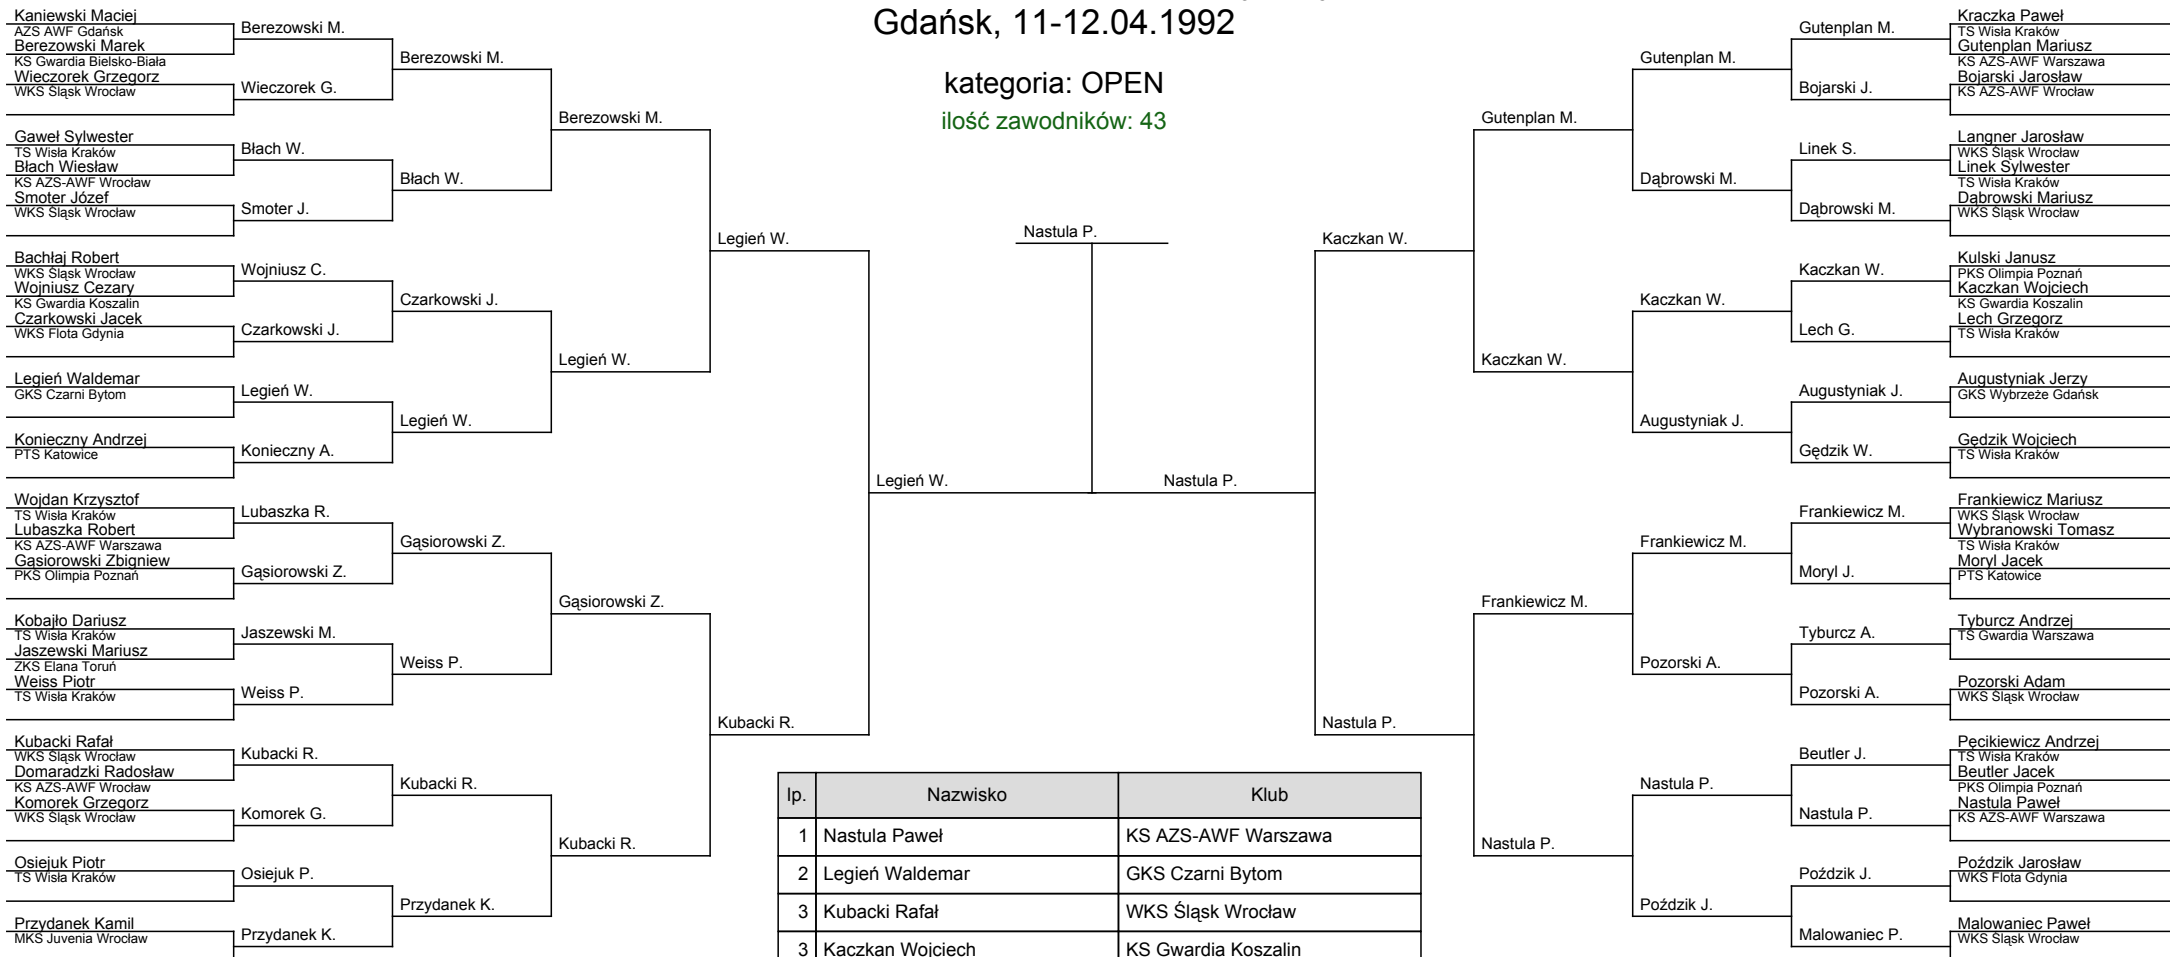 Gdańsk, 11-12.04.1992
kategoria: OPEN
ilość zawodników: 43
Kaniewski Maciej
AZS AWF Gdańsk
Berezowski Marek
KS Gwardia Bielsko-Biała
Wieczorek Grzegorz
WKS Śląsk Wrocław
Gaweł Sylwester
TS Wisła Kraków
Błach Wiesław
KS AZS-AWF Wrocław
Smoter Józef
WKS Śląsk Wrocław
Bachłaj Robert
WKS Śląsk Wrocław
Wojniusz Cezary
KS Gwardia Koszalin
Czarkowski Jacek
WKS Flota Gdynia
Legień Waldemar
GKS Czarni Bytom
Konieczny Andrzej
PTS Katowice
Wojdan Krzysztof
TS Wisła Kraków
Lubaszka Robert
KS AZS-AWF Warszawa
Gąsiorowski Zbigniew
PKS Olimpia Poznań
Kobajło Dariusz
TS Wisła Kraków
Jaszewski Mariusz
ZKS Elana Toruń
Weiss Piotr
TS Wisła Kraków
Kubacki Rafał
WKS Śląsk Wrocław
Domaradzki Radosław
KS AZS-AWF Wrocław
Komorek Grzegorz
WKS Śląsk Wrocław
Osiejuk Piotr
TS Wisła Kraków
Przydanek Kamil
MKS Juvenia Wrocław
Berezowski M.
Wieczorek G.
Błach W.
Smoter J.
Wojniusz C.
Czarkowski J.
Legień W.
Konieczny A.
Lubaszka R.
Gąsiorowski Z.
Jaszewski M.
Weiss P.
Kubacki R.
Komorek G.
Osiejuk P.
Przydanek K.
Berezowski M.
Błach W.
Czarkowski J.
Legień W.
Gąsiorowski Z.
Weiss P.
Kubacki R.
Przydanek K.
Berezowski M.
Legień W.
Gąsiorowski Z.
Kubacki R.
Legień W.
Kubacki R.
Legień W.
Nastula P.
Nastula P.
Kaczkan W.
Nastula P.
Gutenplan M.
Kaczkan W.
Frankiewicz M.
Nastula P.
Gutenplan M.
Dąbrowski M.
Kaczkan W.
Augustyniak J.
Frankiewicz M.
Pozorski A.
Nastula P.
Poździk J.
Gutenplan M.
Bojarski J.
Linek S.
Dąbrowski M.
Kaczkan W.
Lech G.
Augustyniak J.
Gędzik W.
Frankiewicz M.
Moryl J.
Tyburcz A.
Pozorski A.
Beutler J.
Nastula P.
Poździk J.
Malowaniec P.
Kraczka Paweł
TS Wisła Kraków
Gutenplan Mariusz
KS AZS-AWF Warszawa
Bojarski Jarosław
KS AZS-AWF Wrocław
Langner Jarosław
WKS Śląsk Wrocław
Linek Sylwester
TS Wisła Kraków
Dąbrowski Mariusz
WKS Śląsk Wrocław
Kulski Janusz
PKS Olimpia Poznań
Kaczkan Wojciech
KS Gwardia Koszalin
Lech Grzegorz
TS Wisła Kraków
Augustyniak Jerzy
GKS Wybrzeże Gdańsk
Gędzik Wojciech
TS Wisła Kraków
Frankiewicz Mariusz
WKS Śląsk Wrocław
Wybranowski Tomasz
TS Wisła Kraków
Moryl Jacek
PTS Katowice
Tyburcz Andrzej
TS Gwardia Warszawa
Pozorski Adam
WKS Śląsk Wrocław
Pęcikiewicz Andrzej
TS Wisła Kraków
Beutler Jacek
PKS Olimpia Poznań
Nastula Paweł
KS AZS-AWF Warszawa
Poździk Jarosław
WKS Flota Gdynia
Malowaniec Paweł
WKS Śląsk Wrocław
lp. Nazwisko Klub
1 Nastula Paweł KS AZS-AWF Warszawa
2 Legień Waldemar GKS Czarni Bytom
3 Kubacki Rafał WKS Śląsk Wrocław
3 Kaczkan Wojciech KS Gwardia Koszalin